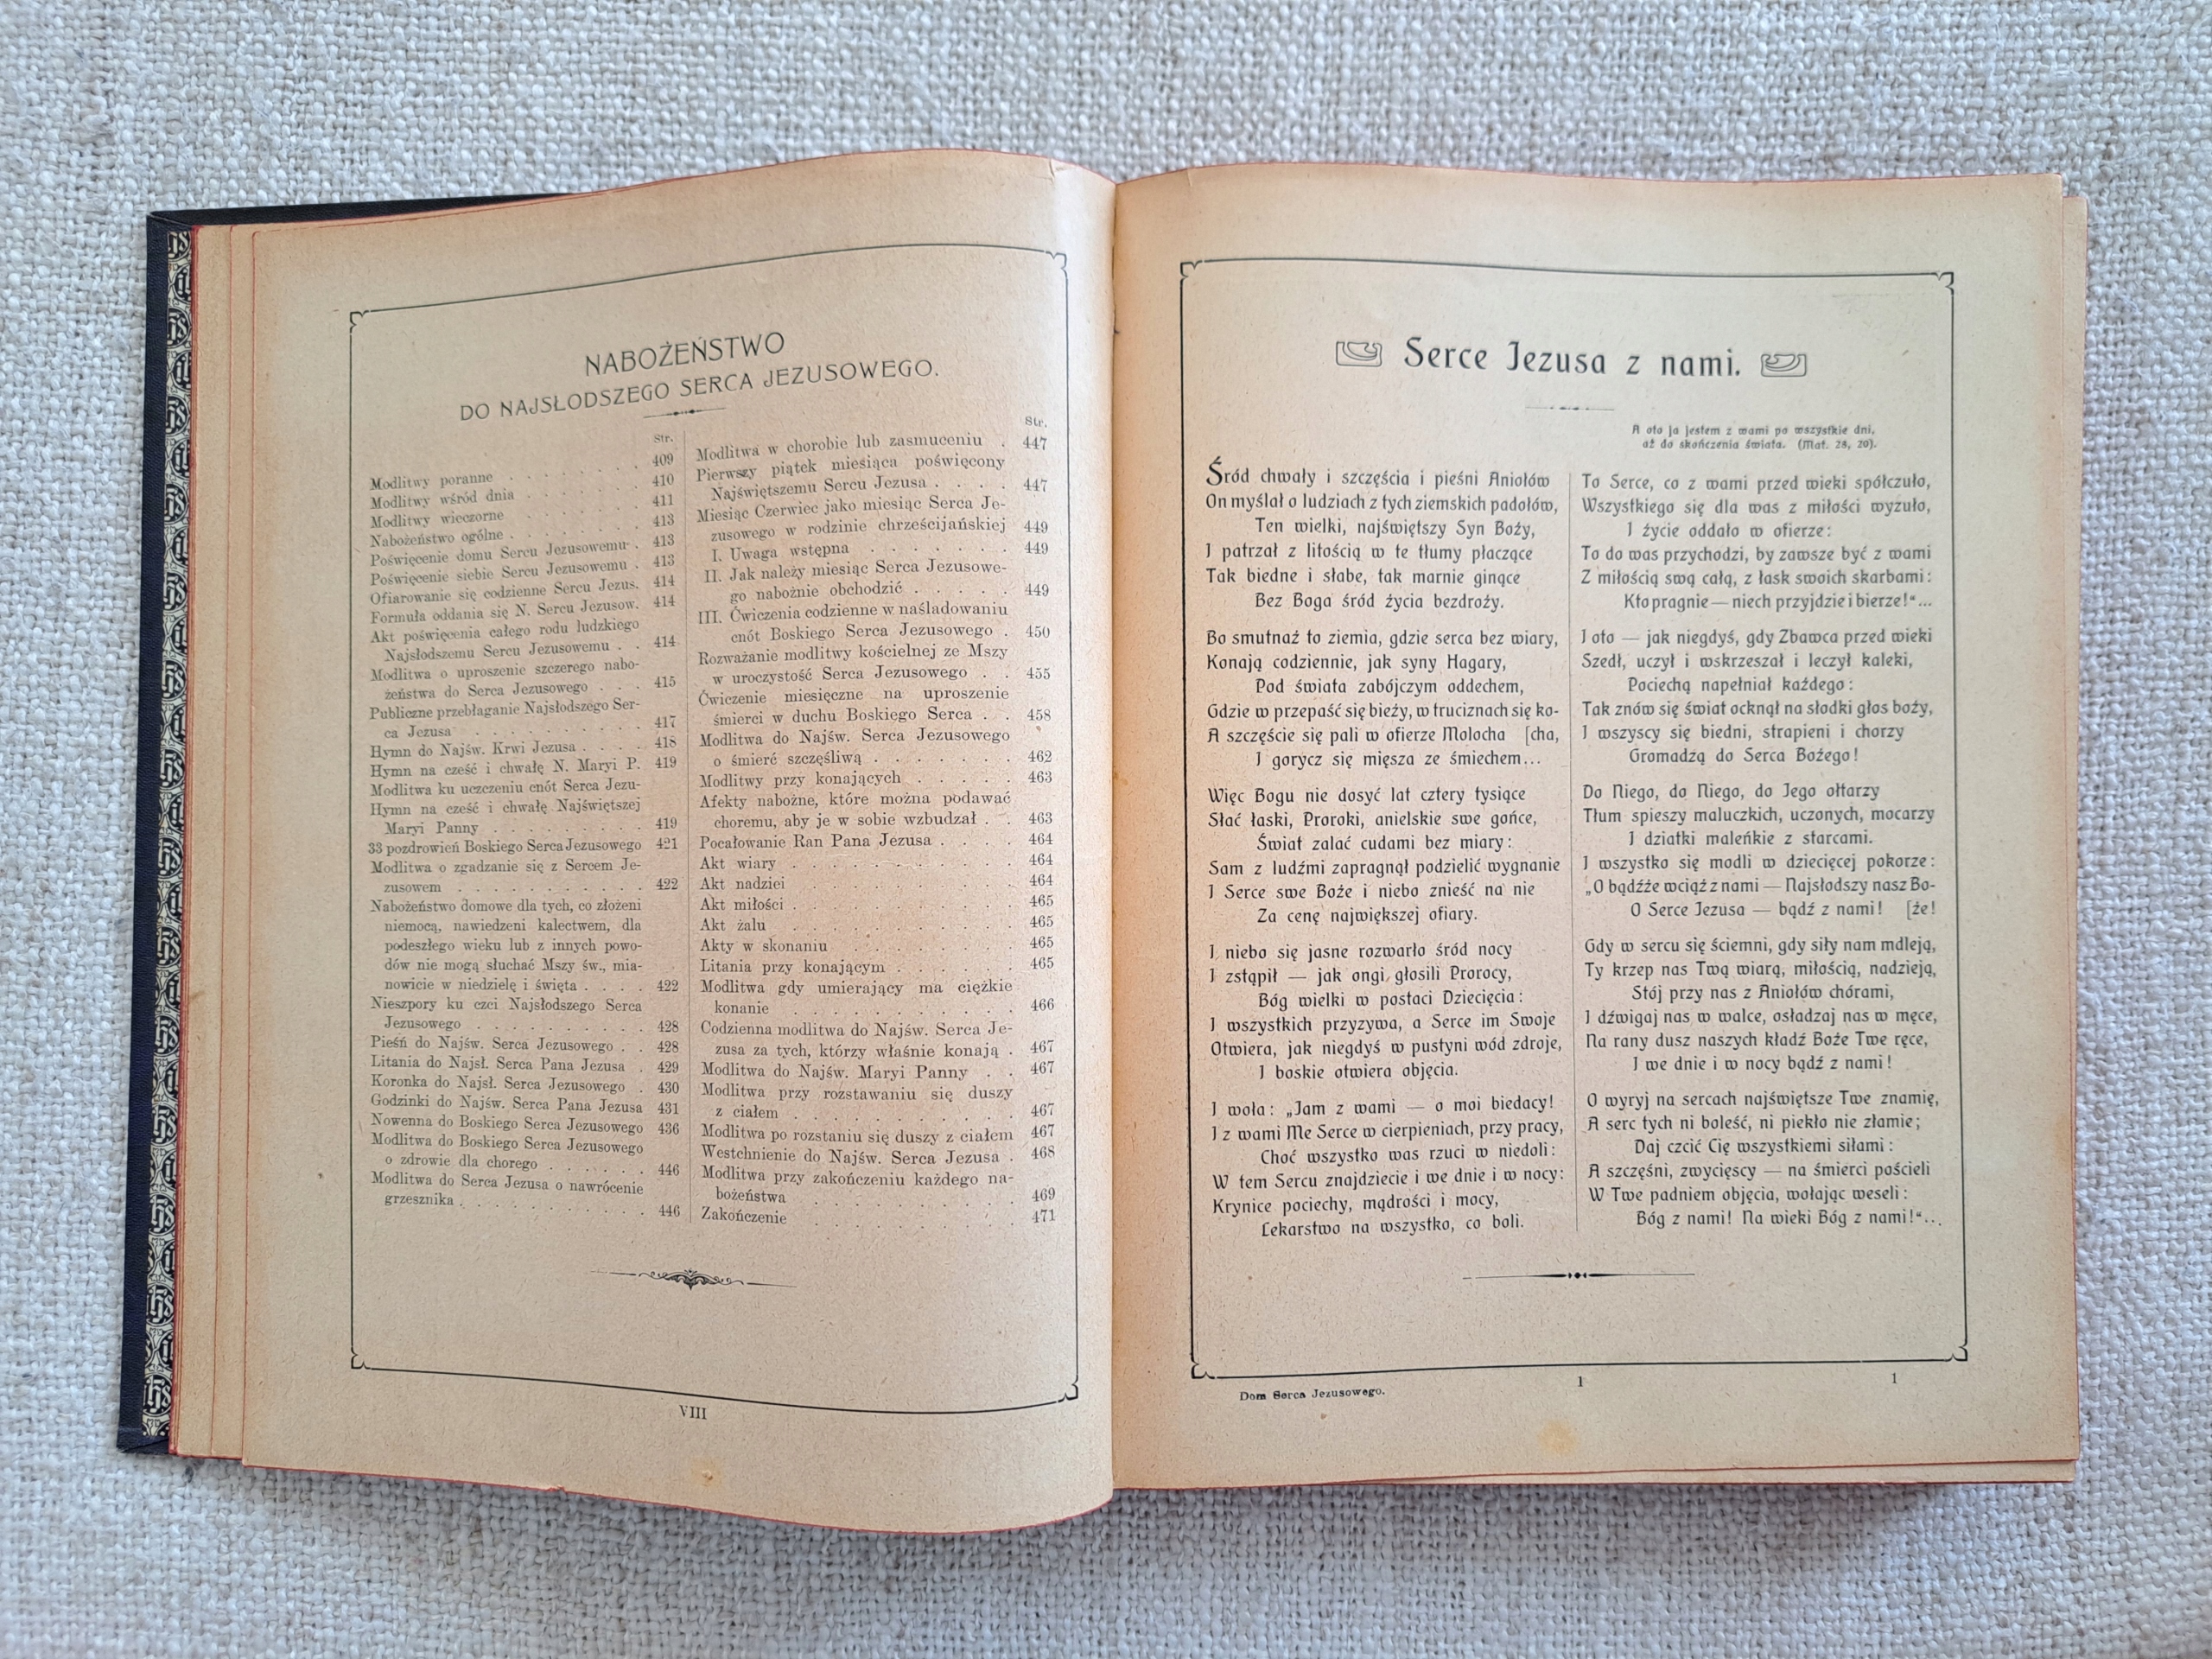 NABOŻEŃSTWO
DO NAJSŁODSZEGO SERCA JEZUSOWEGO.
Str.
Modlitwy poranne . . . . . . . 409
Modlitwy wśród dnia . . . . . . . 410
Modlitwy wieczorne . . . . . . . 411
Nabożeństwo ogólne . . . . . . . 413
Poświęcenie domu Sercu Jezusowemu . 413
Poświęcenie siebie Sercu Jezusowemu . 413
Ofiarowanie się codzienne Sercu Jezus. 414
Formuła oddania się N. Sercu Jezusow. 414
Akt poświęcenia całego rodu ludzkiego
Najsłodszemu Sercu Jezusowemu . . 414
Modlitwa o uproszenie szczerego nabo-
żeństwa do Serca Jezusowego . . . 415
Publiczne przebłaganie Najsłodszego Ser-
ca Jezusa . . . . . . . . . 417
Hymn do Najśw. Krwi Jezusa . . . . 418
Hymn na cześć i chwałę N. Maryi P. 419
Modlitwa ku uczczeniu cnót Serca Jezu-
Hymn na cześć i chwałę Najświętszej
Maryi Panny . . . . . . . . . 419
33 pozdrowień Boskiego Serca Jezusowego 421
Modlitwa o zgadzanie się z Sercem Je-
zusowem . . . . . . . . . . 422
Nabożeństwo domowe dla tych, co złożeni
niemocą, nawiedzeni kalectwem, dla
podeszłego wieku lub z innych powo-
dów nie mogą słuchać Mszy św., mia-
nowicie w niedzielę i święta . . . . 422
Nieszpory ku czci Najsłodszego Serca
Jezusowego . . . . . . . . . 428
Pieśń do Najśw. Serca Jezusowego . . 428
Litania do Najsł. Serca Pana Jezusa . 429
Koronka do Najsł. Serca Jezusowego . 430
Godzinki do Najśw. Serca Pana Jezusa 431
Nowenna do Boskiego Serca Jezusowego 436
Modlitwa do Boskiego Serca Jezusowego
o zdrowie dla chorego . . . . . . 446
Modlitwa do Serca Jezusa o nawrócenie
grzesznika . . . . . . . . . . 446
Str.
Modlitwa w chorobie lub zasmuceniu . 447
Pierwszy piątek miesiąca poświęcony
Najświętszemu Sercu Jezusa . . . . 447
Miesiąc Czerwiec jako miesiąc Serca Je-
zusowego w rodzinie chrześcijańskiej 449
I. Uwaga wstępna . . . . . . . 449
II. Jak należy miesiąc Serca Jezusowe-
go nabożnie obchodzić . . . . . 449
III. Ćwiczenia codzienne w naśladowaniu
cnót Boskiego Serca Jezusowego . 450
Rozważanie modlitwy kościelnej ze Mszy
w uroczystość Serca Jezusowego . . 455
Ćwiczenie miesięczne na uproszenie
śmierci w duchu Boskiego Serca . . 458
Modlitwa do Najśw. Serca Jezusowego
o śmierć szczęśliwą . . . . . . . 462
Modlitwy przy konających . . . . . 463
Afekty nabożne, które można podawać
choremu, aby je w sobie wzbudzał . . 463
Pocałowanie Ran Pana Jezusa . . . . 464
Akt wiary . . . . . . . . . . 464
Akt nadziei . . . . . . . . . 464
Akt miłości . . . . . . . . . . 465
Akt żalu . . . . . . . . . . 465
Akty w skonaniu . . . . . . . . 465
Litania przy konającym . . . . . . 465
Modlitwa gdy umierający ma ciężkie
konanie . . . . . . . . . . 466
Codzienna modlitwa do Najśw. Serca Je-
zusa za tych, którzy właśnie konają . 467
Modlitwa do Najśw. Maryi Panny . . 467
Modlitwa przy rozstawaniu się duszy
z ciałem . . . . . . . . . . 467
Modlitwa po rozstaniu się duszy z ciałem 467
Westchnienie do Najśw. Serca Jezusa . 468
Modlitwa przy zakończeniu każdego na-
bożeństwa . . . . . . . . . 469
Zakończenie . . . . . . . . . 471
VIII
Serce Jezusa z nami.
A oto ja jestem z wami po wszystkie dni,
aż do skończenia świata. (Mat. 28, 20).
Śród chwały i szczęścia i pieśni Aniołów
On myślał o ludziach z tych ziemskich padołów,
Ten wielki, najświętszy Syn Boży,
I patrzał z litością w te tłumy płaczące
Tak biedne i słabe, tak marnie ginące
Bez Boga śród życia bezdroży.
Bo smutnaż to ziemia, gdzie serca bez wiary,
Konają codziennie, jak syny Hagary,
Pod świata zabójczym oddechem,
Gdzie w przepaść się bieży, w truciznach się ko-
A szczęście się pali w ofierze Molocha [cha,
I gorycz się mięsza ze śmiechem...
Więc Bogu nie dosyć lat cztery tysiące
Słać łaski, Proroki, anielskie swe gońce,
Świat zalać cudami bez miary:
Sam z ludźmi zapragnął podzielić wygnanie
I Serce swe Boże i niebo znieść na nie
Za cenę największej ofiary.
I niebo się jasne rozwarło śród nocy
I zstąpił — jak ongi głosili Prorocy,
Bóg wielki w postaci Dziecięcia:
I wszystkich przyzywa, a Serce im Swoje
Otwiera, jak niegdyś w pustyni wód zdroje,
I boskie otwiera objęcia.
I woła: „Jam z wami — o moi biedacy!
I z wami Me Serce w cierpieniach, przy pracy,
Choć wszystko was rzuci w niedoli:
W tem Sercu znajdziecie i we dnie i w nocy:
Krynice pociechy, mądrości i mocy,
Lekarstwo na wszystko, co boli.
To Serce, co z wami przed wieki spółczuło,
Wszystkiego się dla was z miłości wyzuło,
I życie oddało w ofierze:
To do was przychodzi, by zawsze być z wami
Z miłością swą całą, z łask swoich skarbami:
Kto pragnie — niech przyjdzie i bierze!“...
I oto — jak niegdyś, gdy Zbawca przed wieki
Szedł, uczył i wskrzeszał i leczył kaleki,
Pociechą napełniał każdego:
Tak znów się świat ocknął na słodki głos boży,
I wszyscy się biedni, strapieni i chorzy
Gromadzą do Serca Bożego!
Do Niego, do Niego, do Jego ołtarzy
Tłum spieszy maluczkich, uczonych, mocarzy
I dziatki maleńkie z starcami.
I wszystko się modli w dziecięcej pokorze:
„O bądźże wciąż z nami — Najsłodszy nasz Bo-
O Serce Jezusa — bądź z nami! [że!
Gdy w sercu się ściemni, gdy siły nam mdleją,
Ty krzep nas Twą wiarą, miłością, nadzieją,
Stój przy nas z Aniołów chórami,
I dźwigaj nas w walce, osładzaj nas w męce,
Na rany dusz naszych kładź Boże Twe ręce,
I we dnie i w nocy bądź z nami!
O wyryj na sercach najświętsze Twe znamię,
A serc tych ni boleść, ni piekło nie złamie;
Daj czcić Cię wszystkiemi siłami:
A szczęśni, zwycięscy — na śmierci pościeli
W Twe padniem objęcia, wołając weseli:
Bóg z nami! Na wieki Bóg z nami!“...
Dom Serca Jezusowego.
1
1